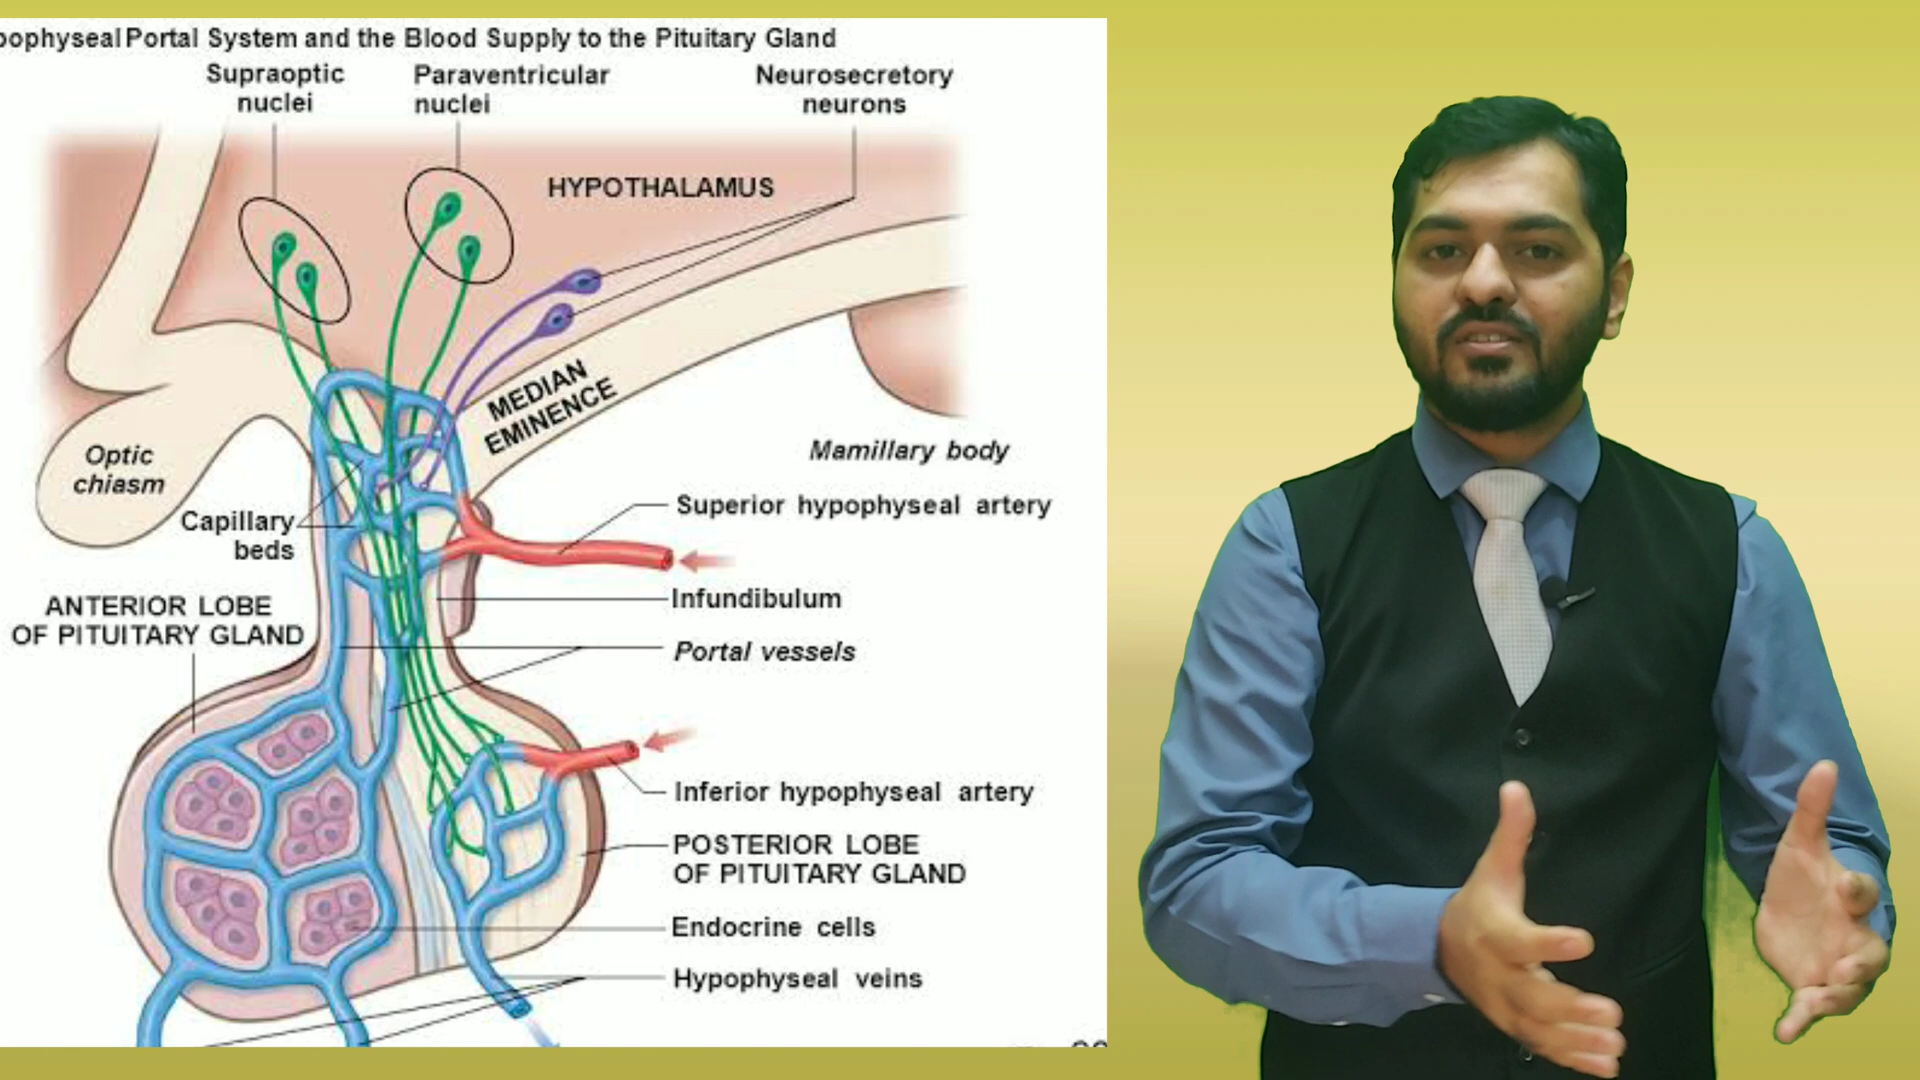 pophyseal Portal System and the Blood Supply to the Pituitary Gland
Supraoptic
nuclei
Paraventricular
nuclei
Neurosecretory
neurons
HYPOTHALAMUS
MEDIAN
EMINENCE
Optic
chiasm
Mamillary body
Capillary
beds
Superior hypophyseal artery
ANTERIOR LOBE
OF PITUITARY GLAND
Infundibulum
Portal vessels
Inferior hypophyseal artery
POSTERIOR LOBE
OF PITUITARY GLAND
Endocrine cells
Hypophyseal veins